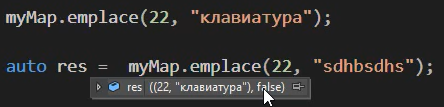 myMap.emplace(22, "клавиатура");
auto res = myMap.emplace(22, "sdhbsdhs");
res ((22, "клавиатура"), false)